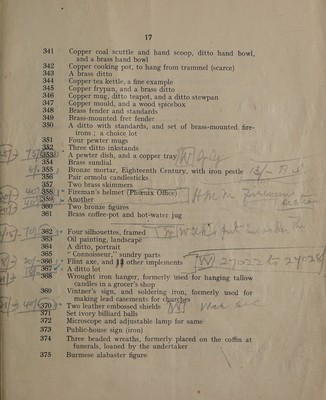 17
341 Copper coal scuttle and hand scoop, ditto hand bowl,
and a brass hand bowl
342 Copper cooking pot, to hang from trammel (scarce)
343 A brass ditto
344 Copper tea kettle, a fine example
345 Copper frypan, and a brass ditto
346 Copper mug, ditto teapot, and a ditto stewpan
347 Copper mould, and a wood spicebox
348 Brass fender and standards
349 Brass-mounted fret fender
350 A ditto with standards, and set of brass-mounted fire-
irons ; a choice lot
351 Four pewter mugs
352 Three ditto inkstands
353 A pewter dish, and a copper tray
354 Brass sundial
355 Bronze mortar, Eighteenth Century, with iron pestle
356 Pair ormolu candlesticks
357 Two brass skimmers
358 Fireman's helmet (Phœnix Office)
359 Another
360 Two bronze figures
361 Brass coffee-pot and hot-water jug
362 Four silhouettes, framed
363 Oil painting, landscape
364 A ditto, portrait
365 "Connoisseur," sundry parts
366 Flint axe, and other implements [W] 27022 to 27028
367 A ditto lot
368 Wrought iron hanger, formerly used for hanging tallow
candles in a grocer's shop
369 Vintner's sign, and soldering iron, formerly used for
making lead casements for churches
370 Two leather embossed shields
371 Set ivory billiard balls
372 Microscope and adjustable lamp for same
373 Public-house sign (iron)
374 Three beaded wreaths, formerly placed on the coffin at
funerals, loaned by the undertaker
375 Burmese alabaster figure